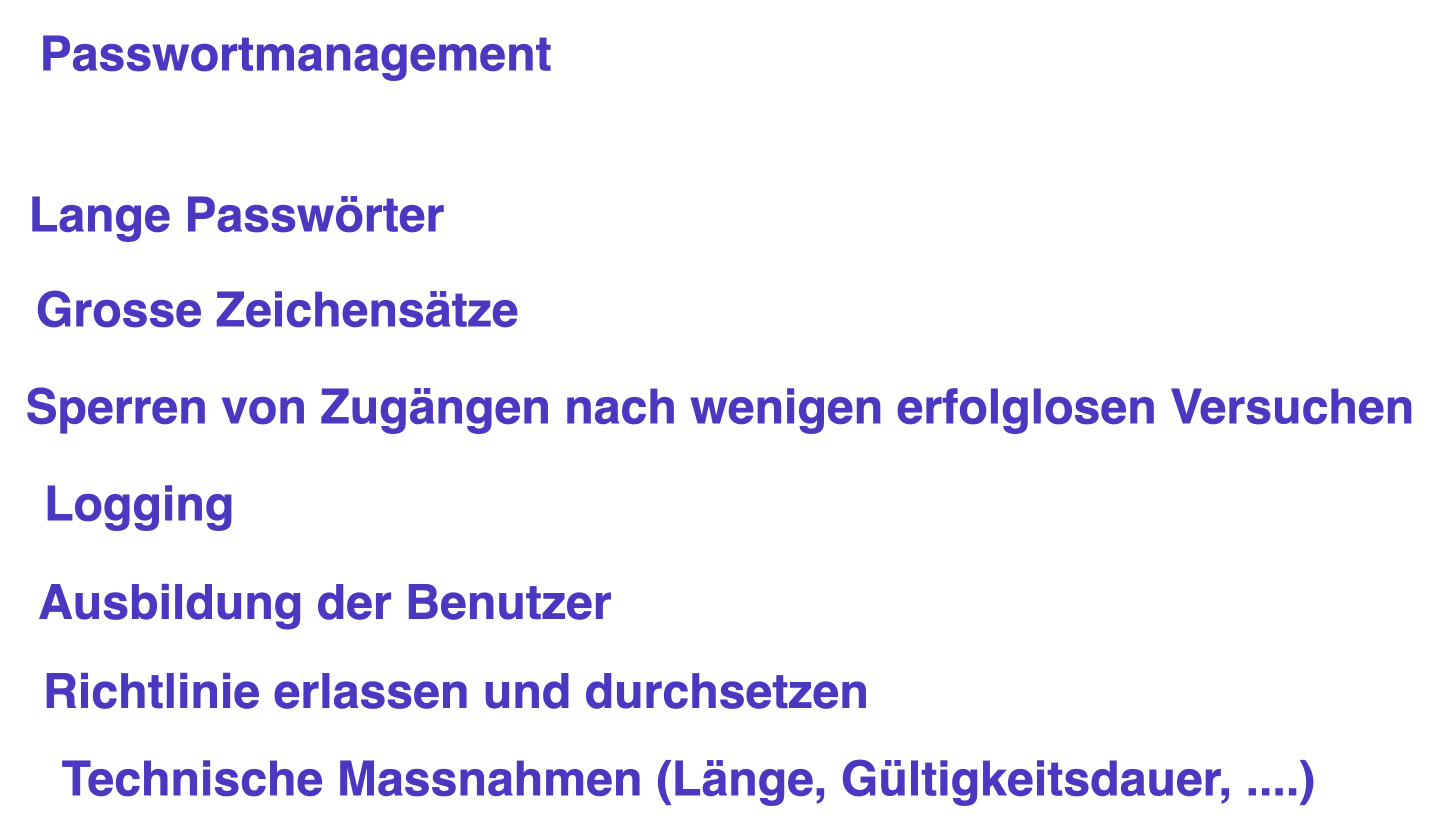 Passwortmanagement
Lange Passwörter
Grosse Zeichensätze
Sperren von Zugängen nach wenigen erfolglosen Versuchen
Logging
Ausbildung der Benutzer
Richtlinie erlassen und durchsetzen
Technische Massnahmen (Länge, Gültigkeitsdauer, ....)